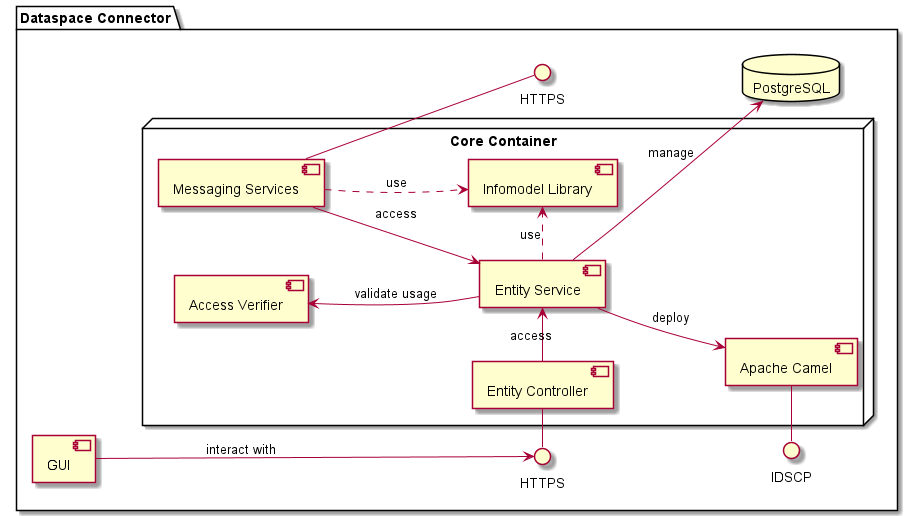 Dataspace Connector
HTTPS
PostgreSQL
Core Container
manage
Messaging Services
use
Infomodel Library
access
use
Entity Service
Access Verifier
validate usage
deploy
access
Apache Camel
Entity Controller
GUI
interact with
HTTPS
IDSCP